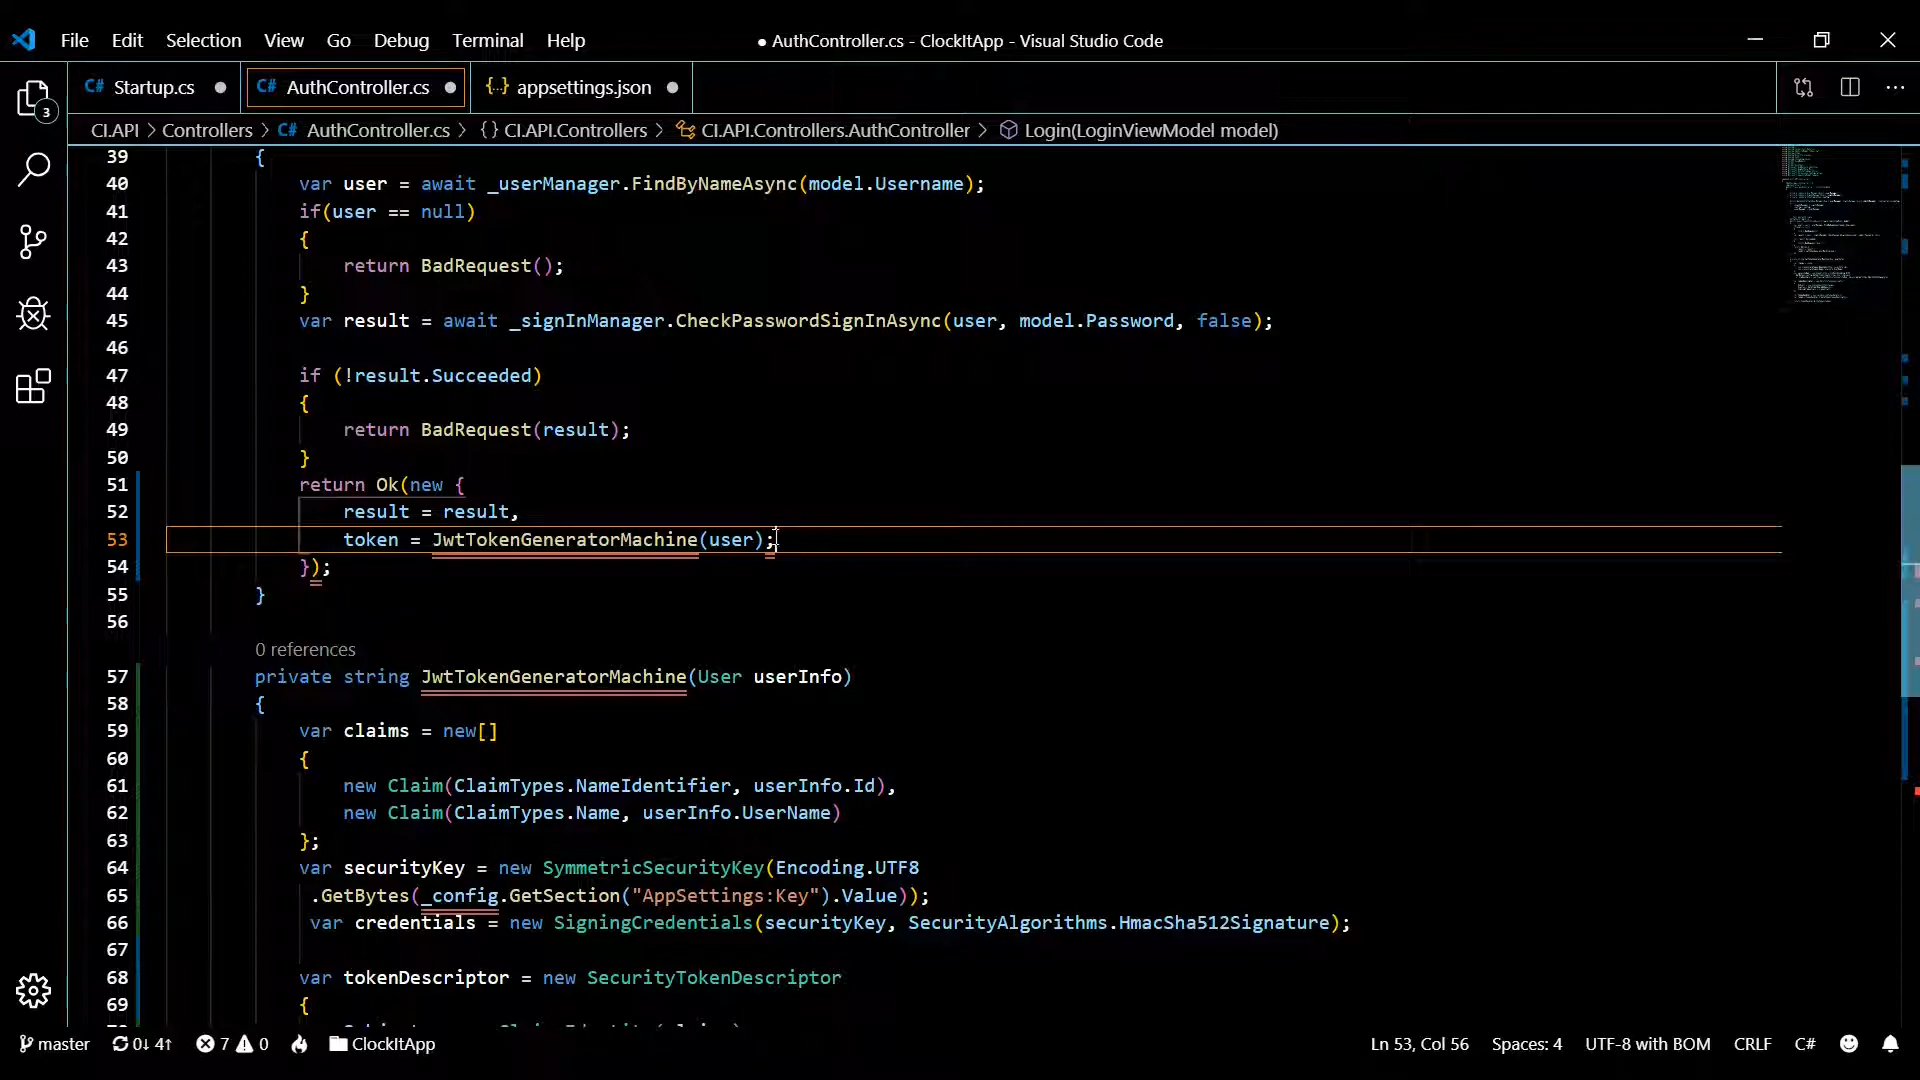 File Edit Selection View Go Debug Terminal Help
● AuthController.cs - ClockItApp - Visual Studio Code
C# Startup.cs ●
C# AuthController.cs ●
{..} appsettings.json ●
CI.API > Controllers > C# AuthController.cs > {} CI.API.Controllers > CI.API.Controllers.AuthController > Login(LoginViewModel model)
3
39 {
40 var user = await _userManager.FindByNameAsync(model.Username);
41 if(user == null)
42 {
43 return BadRequest();
44 }
45 var result = await _signInManager.CheckPasswordSignInAsync(user, model.Password, false);
46
47 if (!result.Succeeded)
48 {
49 return BadRequest(result);
50 }
51 return Ok(new {
52 result = result,
53 token = JwtTokenGeneratorMachine(user);
54 });
55 }
56
0 references
57 private string JwtTokenGeneratorMachine(User userInfo)
58 {
59 var claims = new[]
60 {
61 new Claim(ClaimTypes.NameIdentifier, userInfo.Id),
62 new Claim(ClaimTypes.Name, userInfo.UserName)
63 };
64 var securityKey = new SymmetricSecurityKey(Encoding.UTF8
65 .GetBytes(_config.GetSection("AppSettings:Key").Value));
66 var credentials = new SigningCredentials(securityKey, SecurityAlgorithms.HmacSha512Signature);
67
68 var tokenDescriptor = new SecurityTokenDescriptor
69 {
master 0↓ 4↑ 7 0 ClockItApp
Ln 53, Col 56 Spaces: 4 UTF-8 with BOM CRLF C#